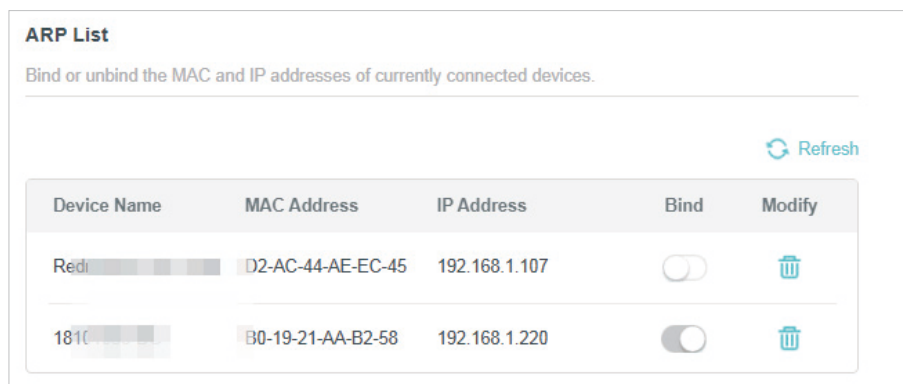 ARP List
Bind or unbind the MAC and IP addresses of currently connected devices.
Refresh
Device Name MAC Address IP Address Bind Modify
D2-AC-44-AE-EC-45 192.168.1.107
B0-19-21-AA-B2-58 192.168.1.220